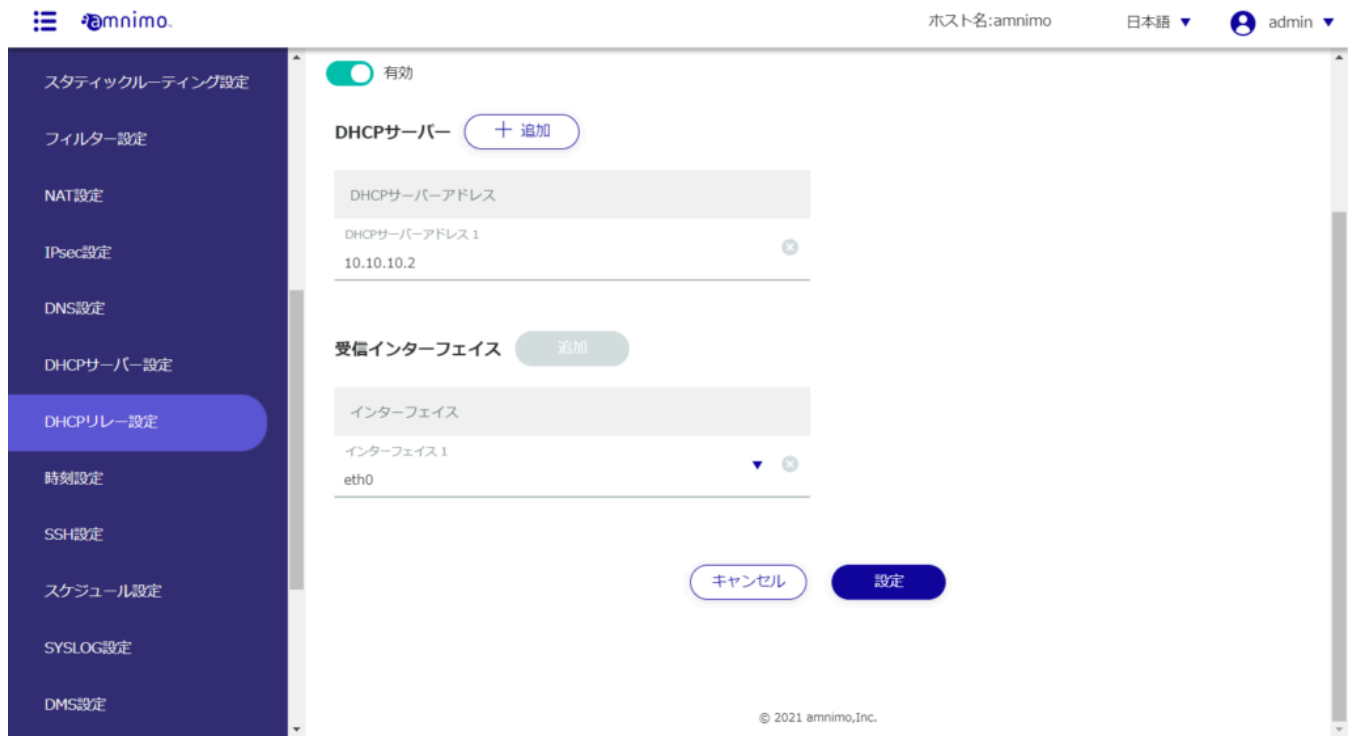 amnimo
ホスト名:amnimo
日本語 ▼
admin ▼
スタティックルーティング設定
フィルター設定
NAT設定
IPsec設定
DNS設定
DHCPサーバー設定
DHCPリレー設定
時刻設定
SSH設定
スケジュール設定
SYSLOG設定
DMS設定
有効
DHCPサーバー
＋ 追加
DHCPサーバーアドレス
DHCPサーバーアドレス 1
10.10.10.2
受信インターフェイス
追加
インターフェイス
インターフェイス 1
eth0
キャンセル
設定
© 2021 amnimo,Inc.